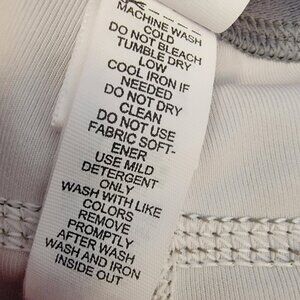 MACHINE WASH
COLD
DO NOT BLEACH
TUMBLE DRY
LOW
COOL IRON IF
NEEDED
DO NOT DRY
CLEAN
DO NOT USE
FABRIC SOFT-
ENER
USE MILD
DETERGENT
ONLY
WASH WITH LIKE
COLORS
REMOVE
PROMPTLY
AFTER WASH
WASH AND IRON
INSIDE OUT